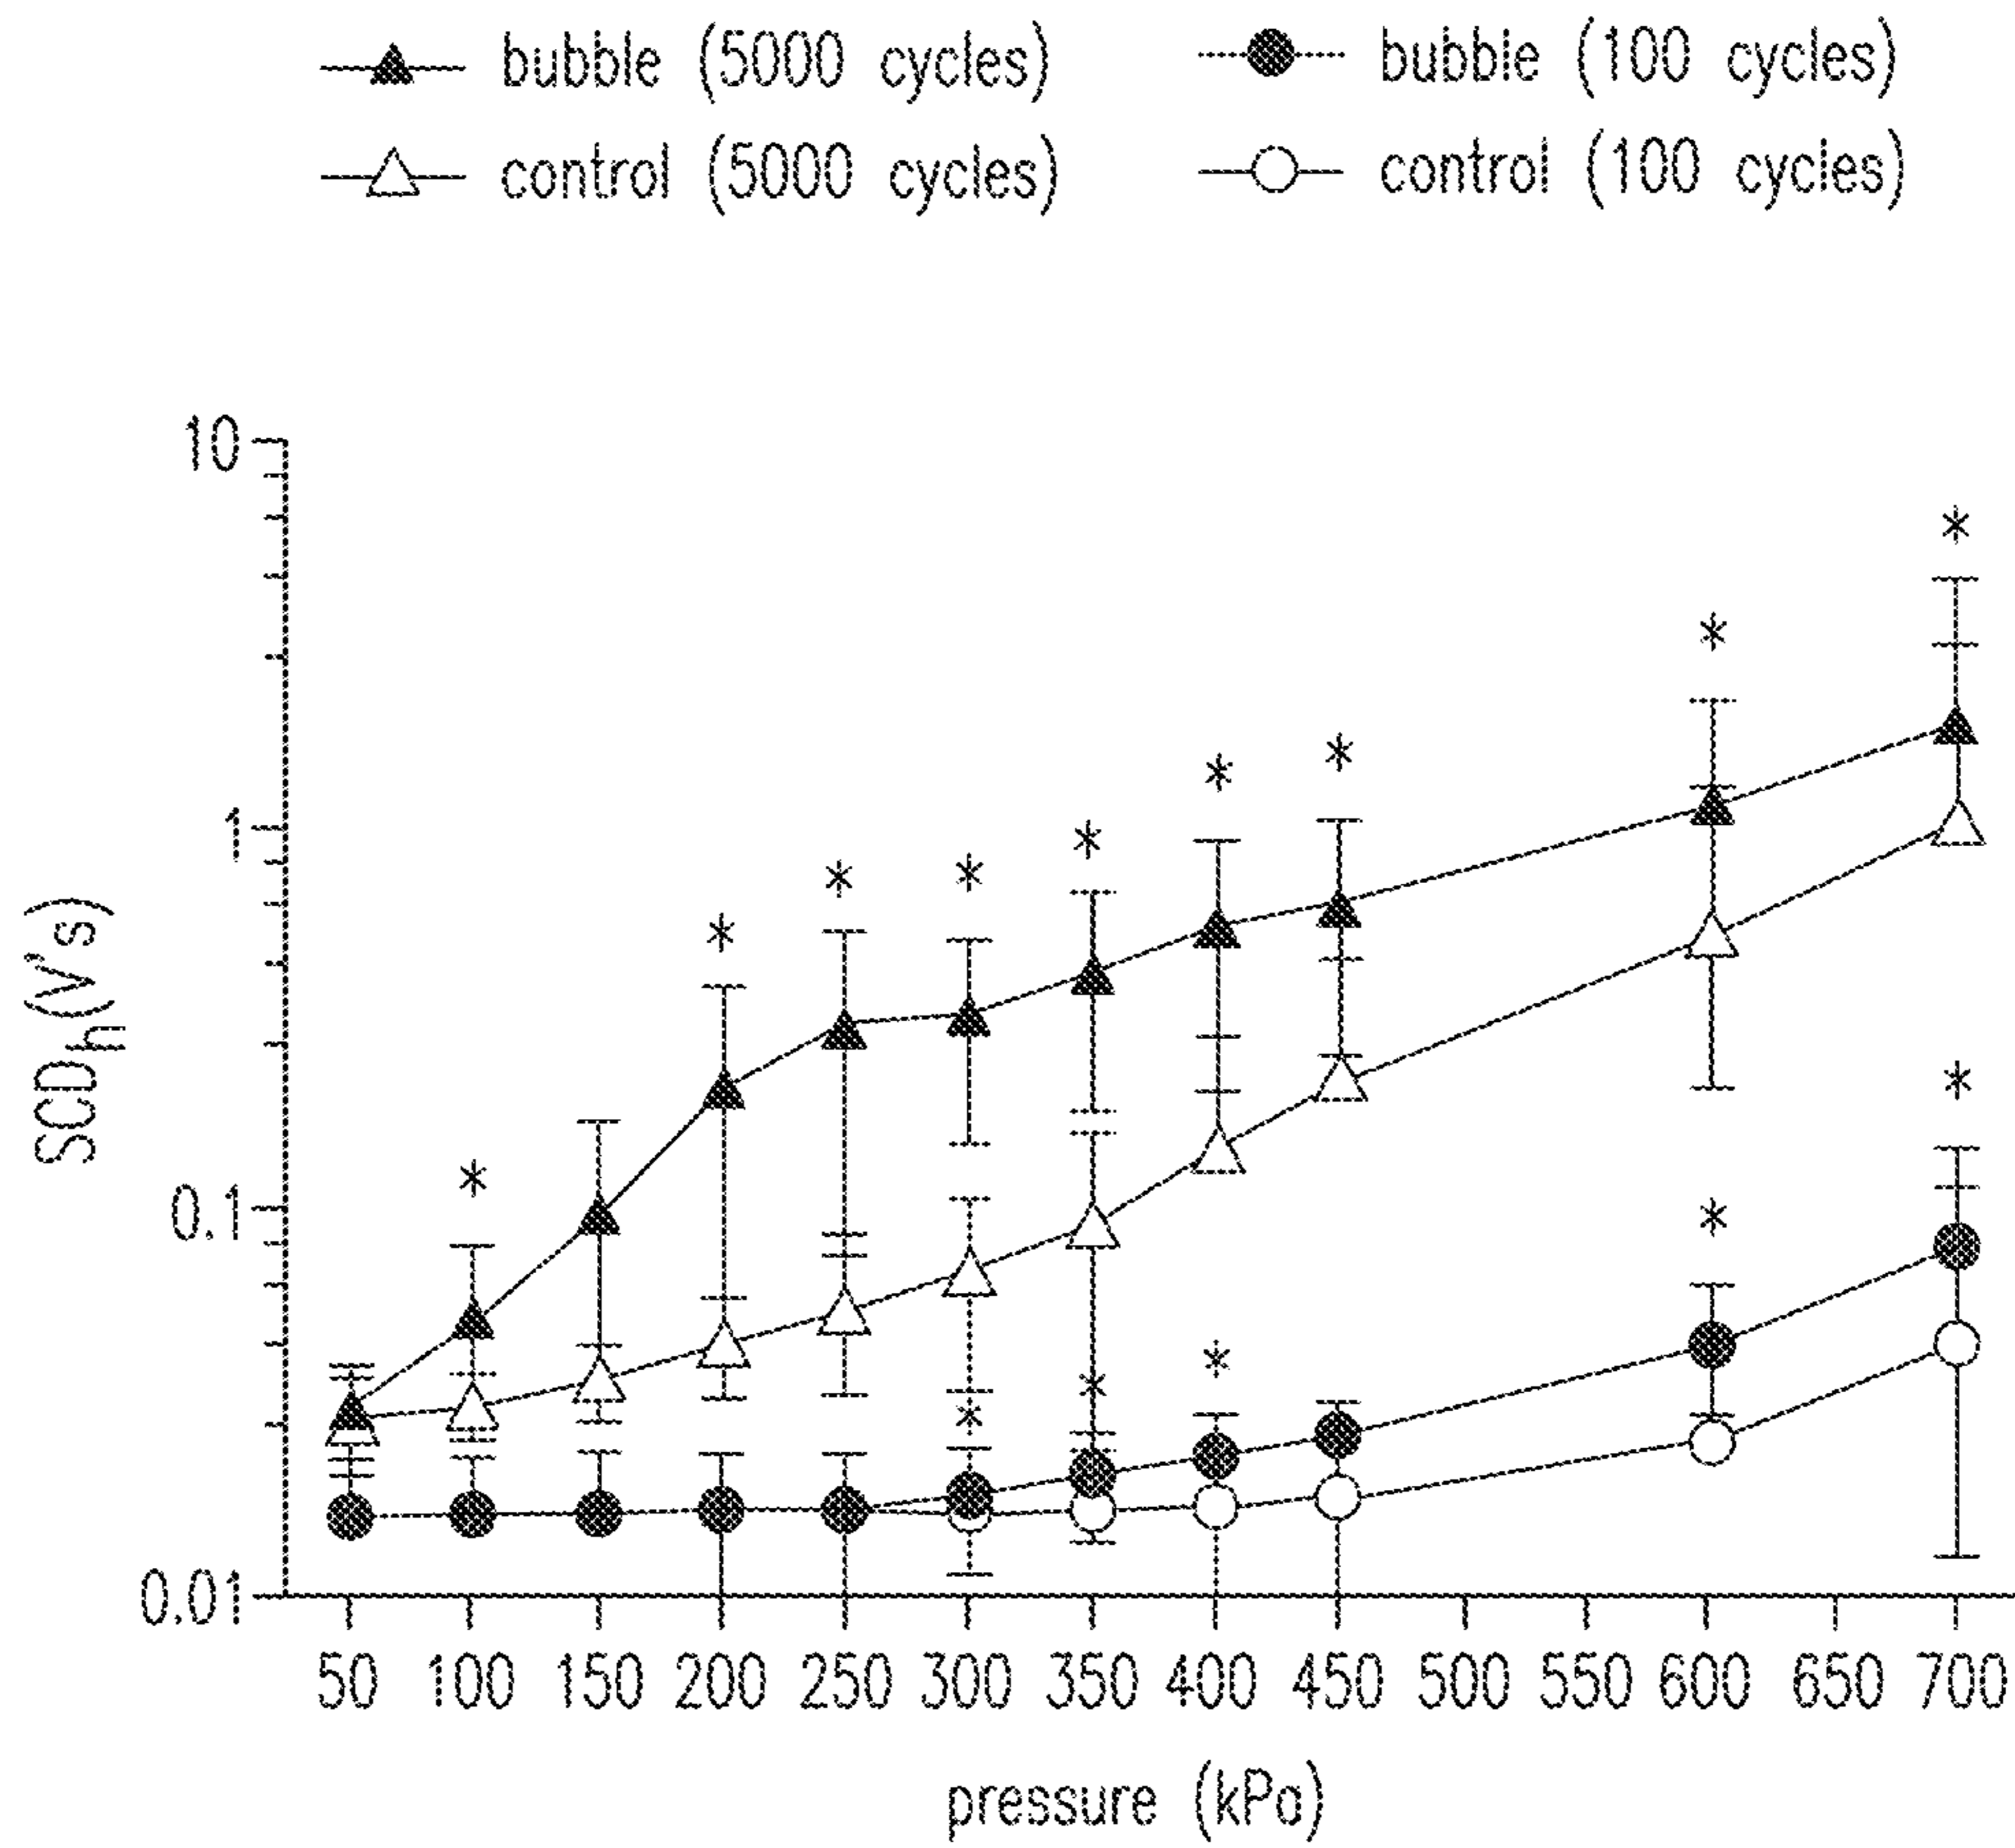 bubble (5000 cycles)
bubble (100 cycles)
control (5000 cycles)
control (100 cycles)
10
1
0.1
0.01
SCDh(V's)
* * * * * * * * *
* * * * *
50 100 150 200 250 300 350 400 450 500 550 600 650 700
pressure (kPa)